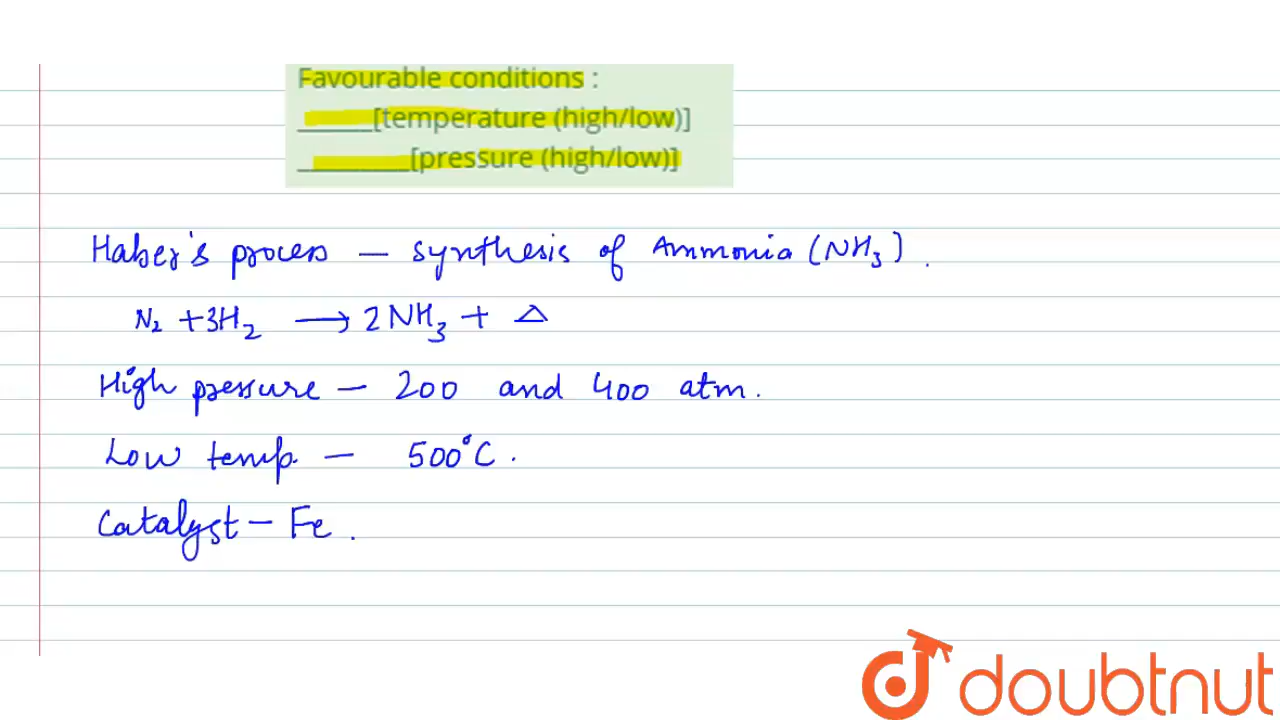 Favourable conditions :
______[temperature (high/low)]
_________[pressure (high/low)]
Haber's process – synthesis of Ammonia (NH₃).
N₂ + 3H₂ → 2NH₃ + Δ
High pressure – 200 and 400 atm.
Low temp. – 500°C.
Catalyst – Fe.
doubtnut